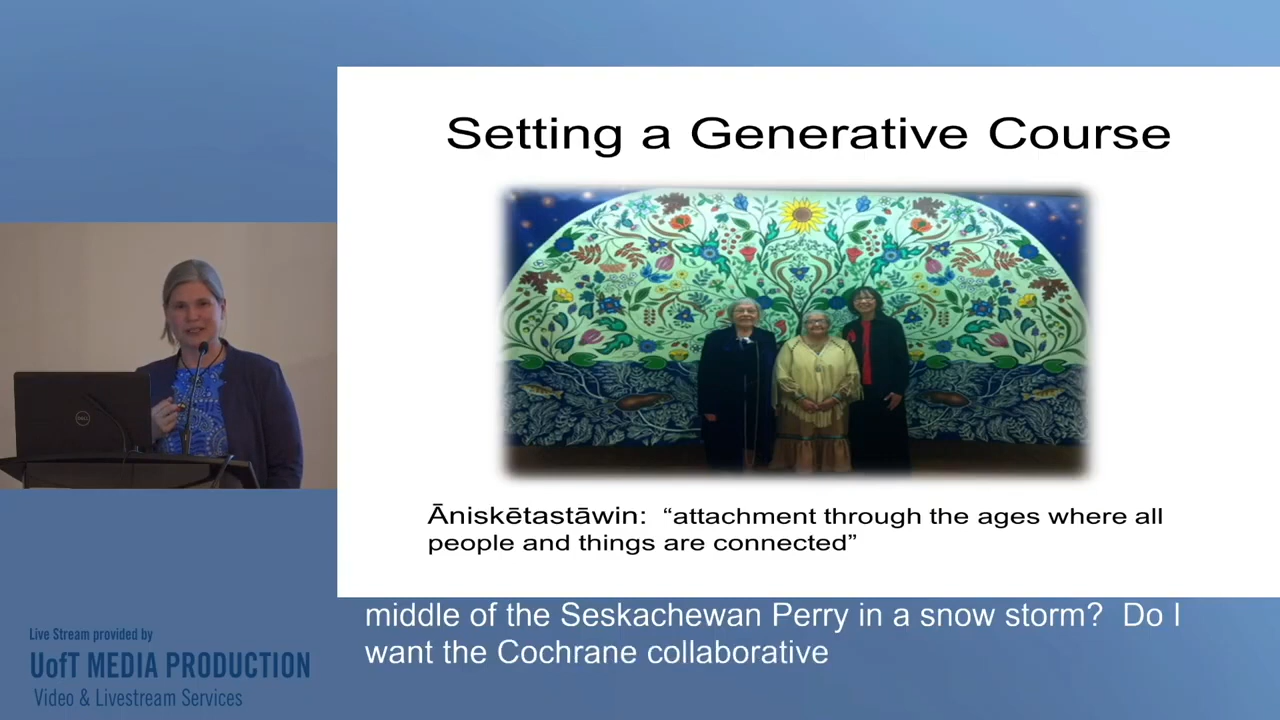 Setting a Generative Course
Āniskētastāwin: “attachment through the ages where all
people and things are connected”
middle of the Seskachewan Perry in a snow storm? Do I
want the Cochrane collaborative
Live Stream provided by
UofT MEDIA PRODUCTION
Video & Livestream Services
DELL